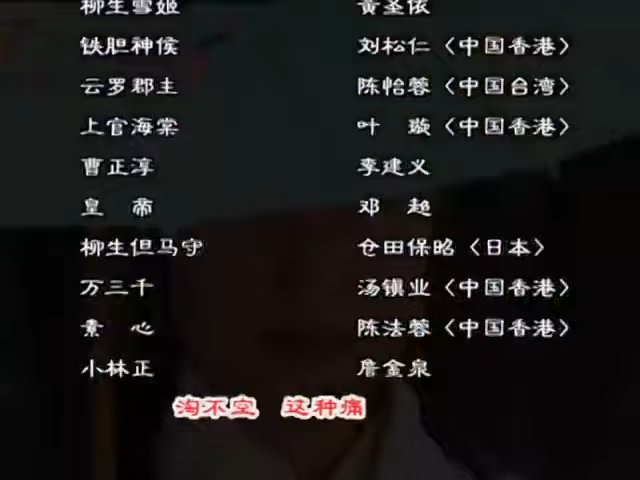 柳生雪姬 黄圣依
铁胆神侯 刘松仁〈中国香港〉
云罗郡主 陈怡蓉〈中国台湾〉
上官海棠 叶 璇〈中国香港〉
曹正淳 李建义
皇 帝 邓 超
柳生但马守 仓田保昭〈日本〉
万三千 汤镇业〈中国香港〉
素 心 陈法蓉〈中国香港〉
小林正 詹金泉
淘不空 这种痛